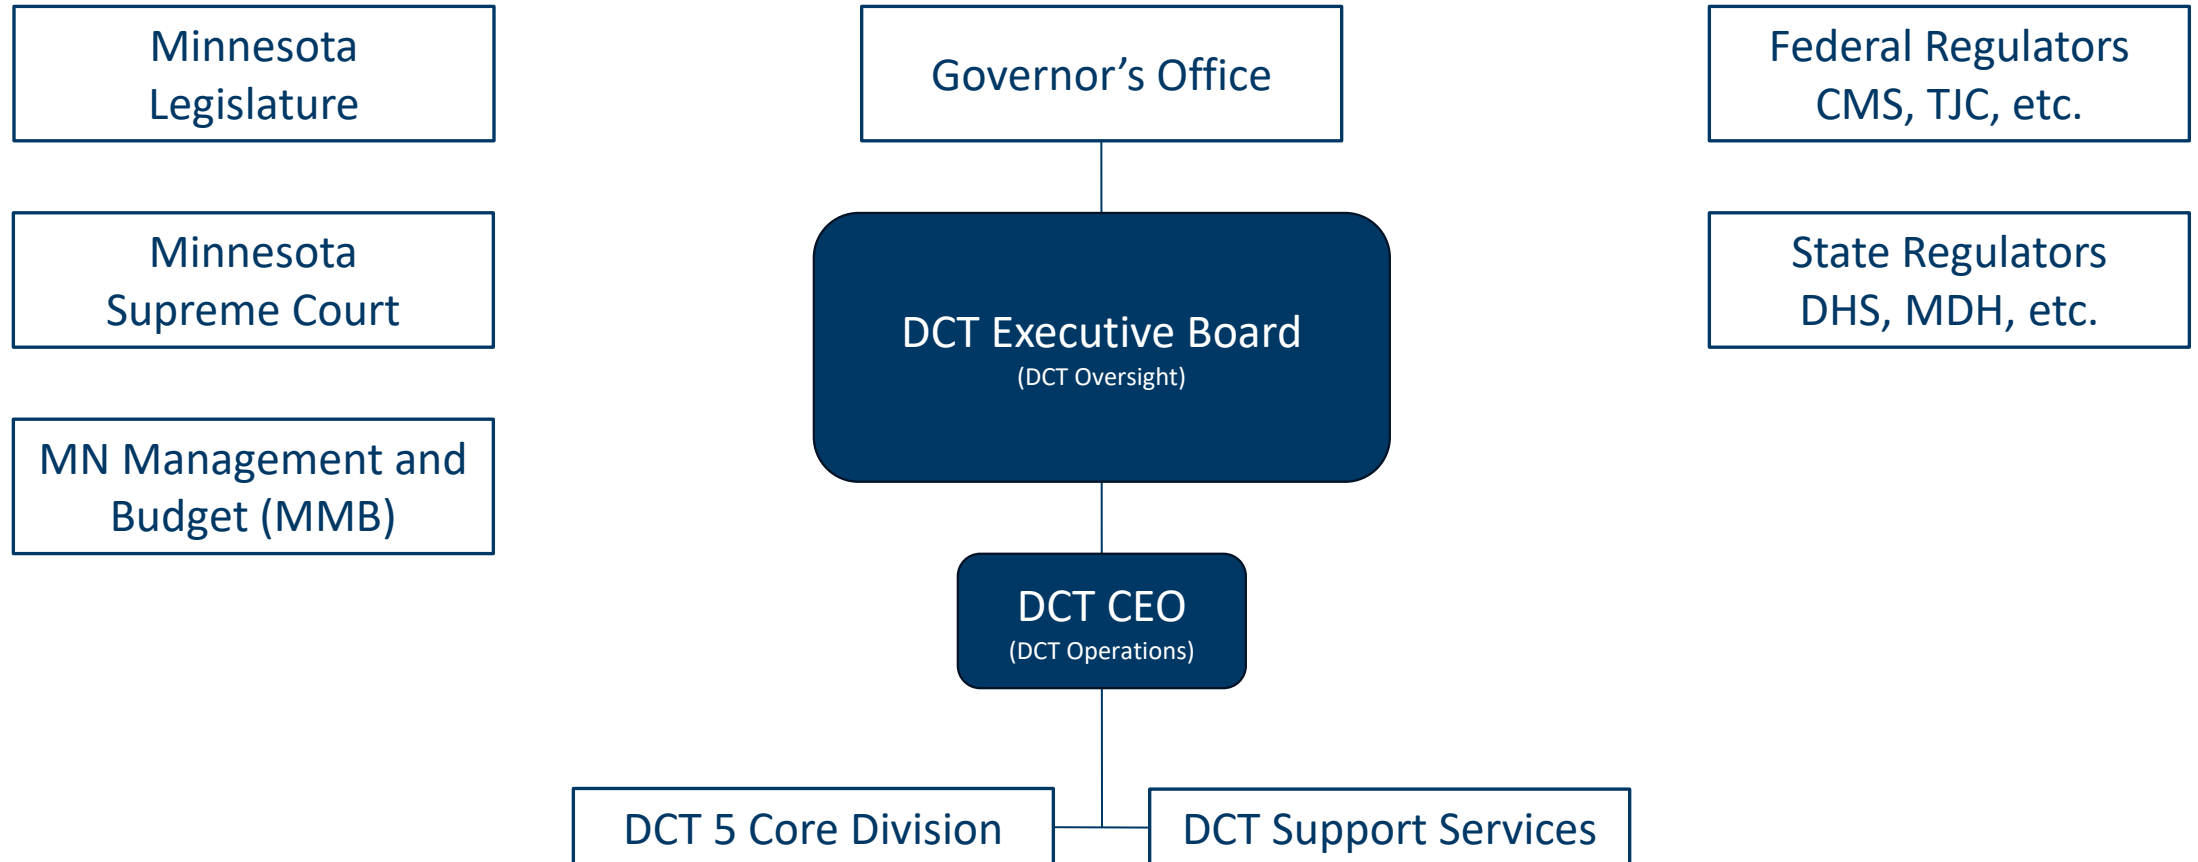 Minnesota
Legislature
Governor’s Office
Federal Regulators
CMS, TJC, etc.
Minnesota
Supreme Court
DCT Executive Board
(DCT Oversight)
State Regulators
DHS, MDH, etc.
MN Management and
Budget (MMB)
DCT CEO
(DCT Operations)
DCT 5 Core Division
DCT Support Services